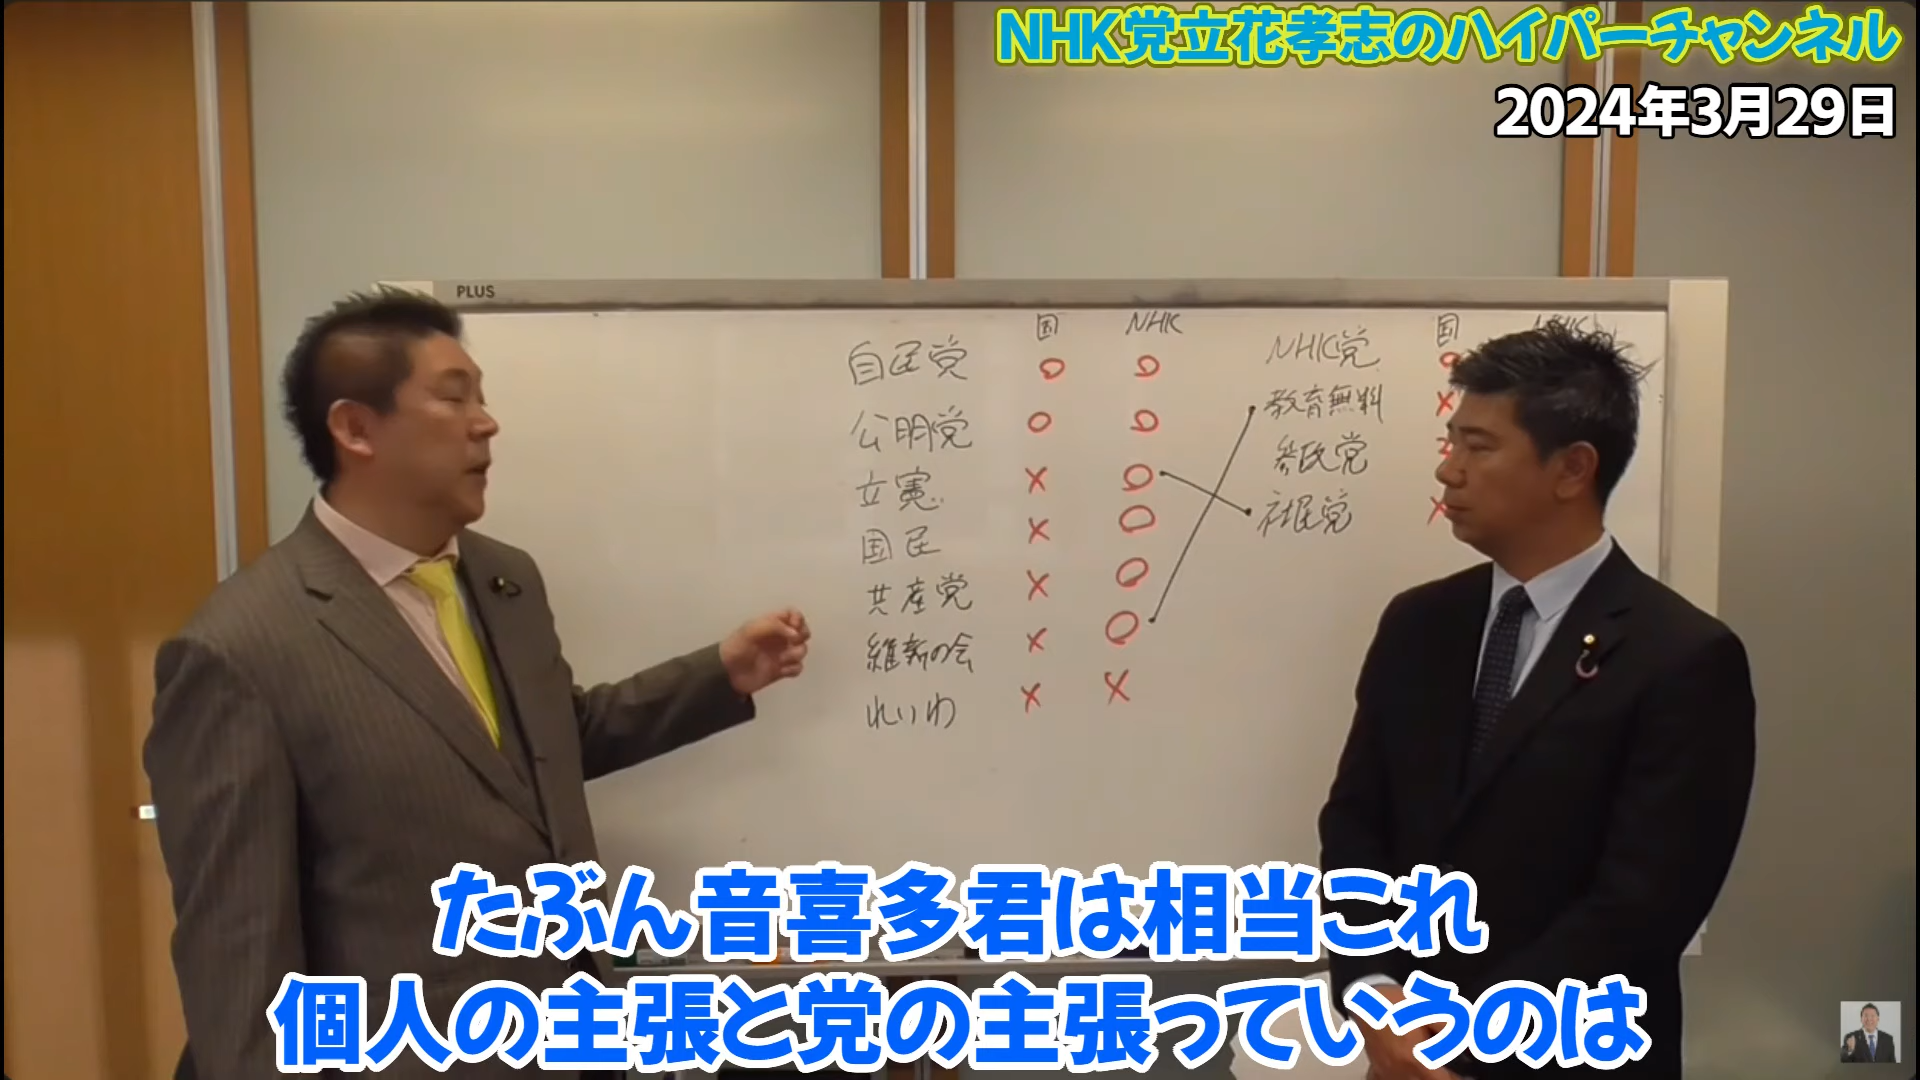 NHK党立花孝志のハイパーチャンネル
2024年3月29日
PLUS
国 NHK
自民党 ○ ○
公明党 ○ ○
立憲 × ○
国民 × ○
共産党 × ○
維新の会 × ○
れいわ × ×
国 NHK
NHK党
教育無料 ×
参政党
社民党 ×
たぶん音喜多君は相当これ
個人の主張と党の主張っていうのは